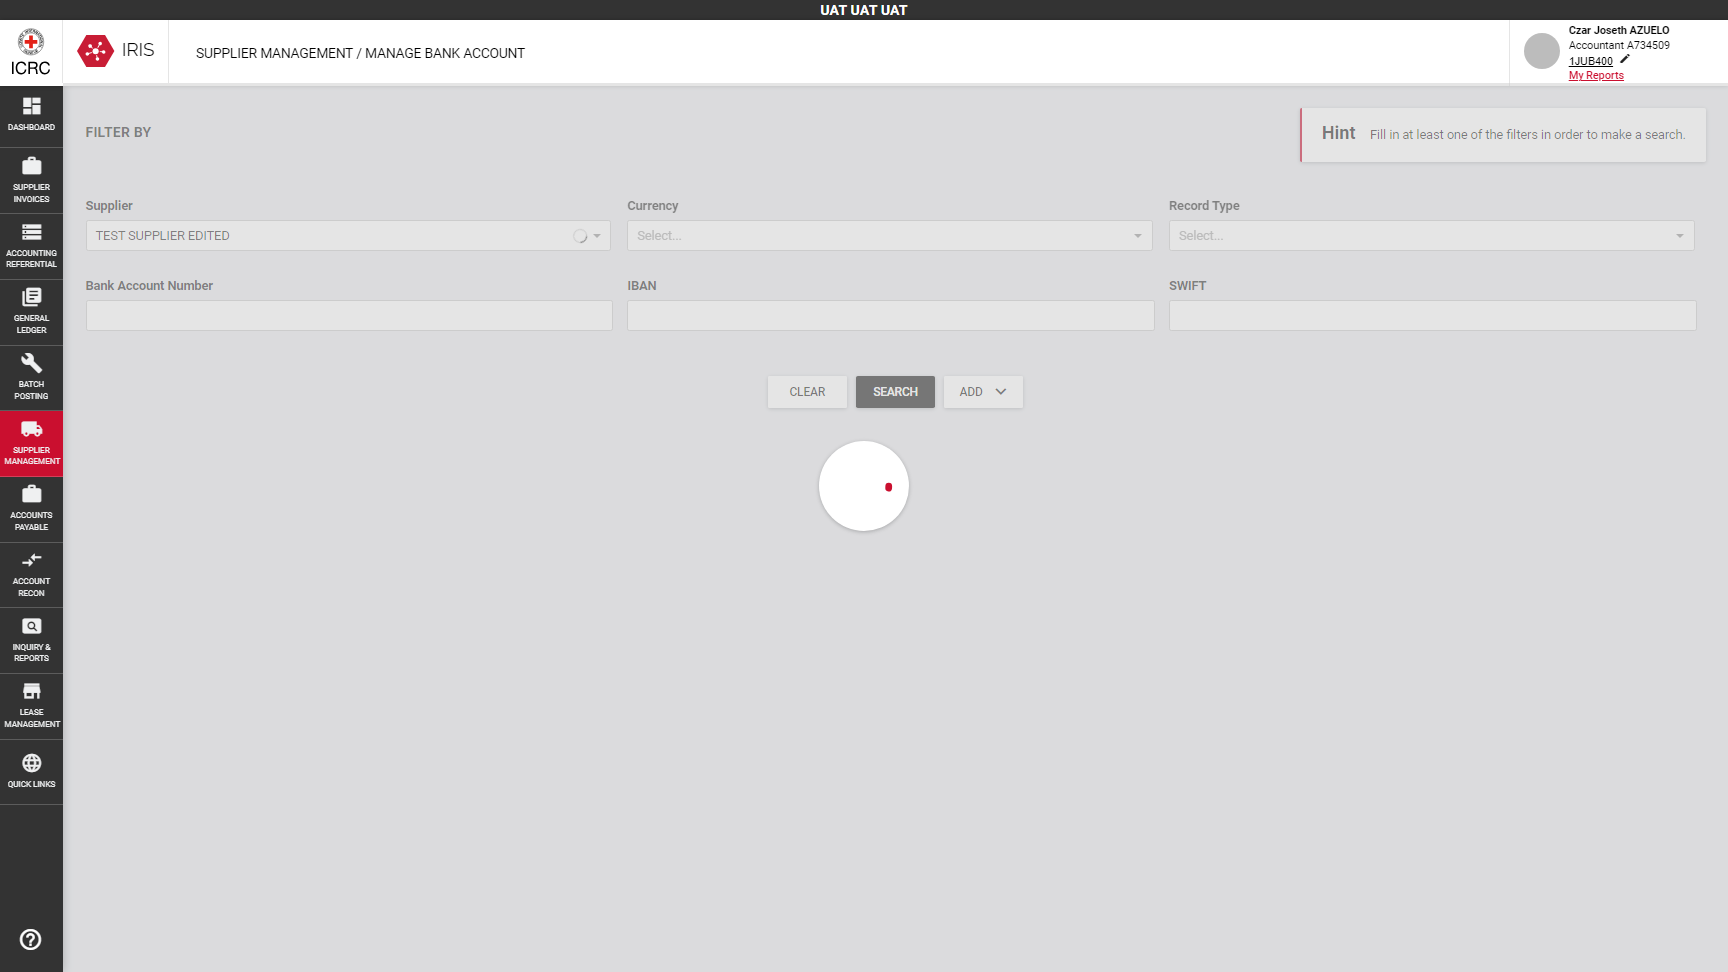 UAT UAT UAT
ICRC
IRIS
SUPPLIER MANAGEMENT / MANAGE BANK ACCOUNT
Czar Joseth AZUELO
Accountant A734509
1JUB400
My Reports
DASHBOARD
SUPPLIER
INVOICES
ACCOUNTING
REFERENTIAL
GENERAL
LEDGER
BATCH
POSTING
SUPPLIER
MANAGEMENT
ACCOUNTS
PAYABLE
ACCOUNT
RECON
INQUIRY &
REPORTS
LEASE
MANAGEMENT
QUICK LINKS
FILTER BY
Hint Fill in at least one of the filters in order to make a search.
Supplier
TEST SUPPLIER EDITED
Currency
Select...
Record Type
Select...
Bank Account Number
IBAN
SWIFT
CLEAR
SEARCH
ADD